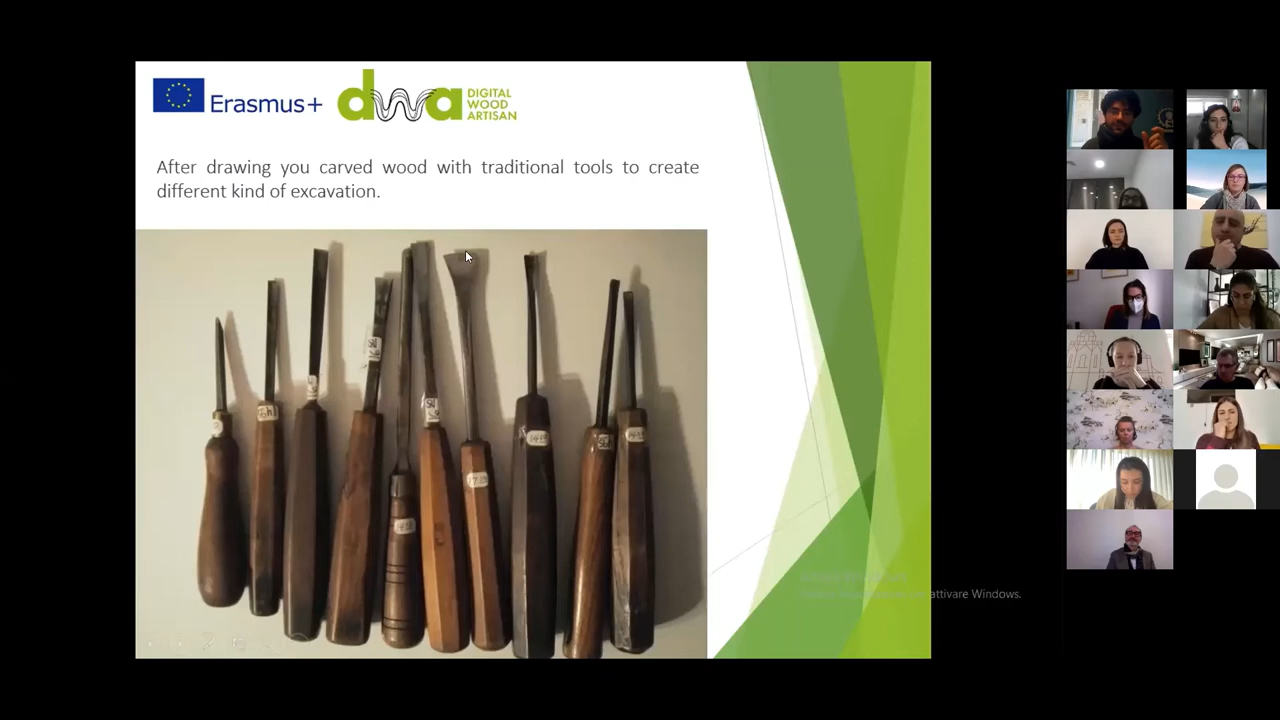 Erasmus+
dwa
DIGITAL
WOOD
ARTISAN
After drawing you carved wood with traditional tools to create
different kind of excavation.
attivare Windows.